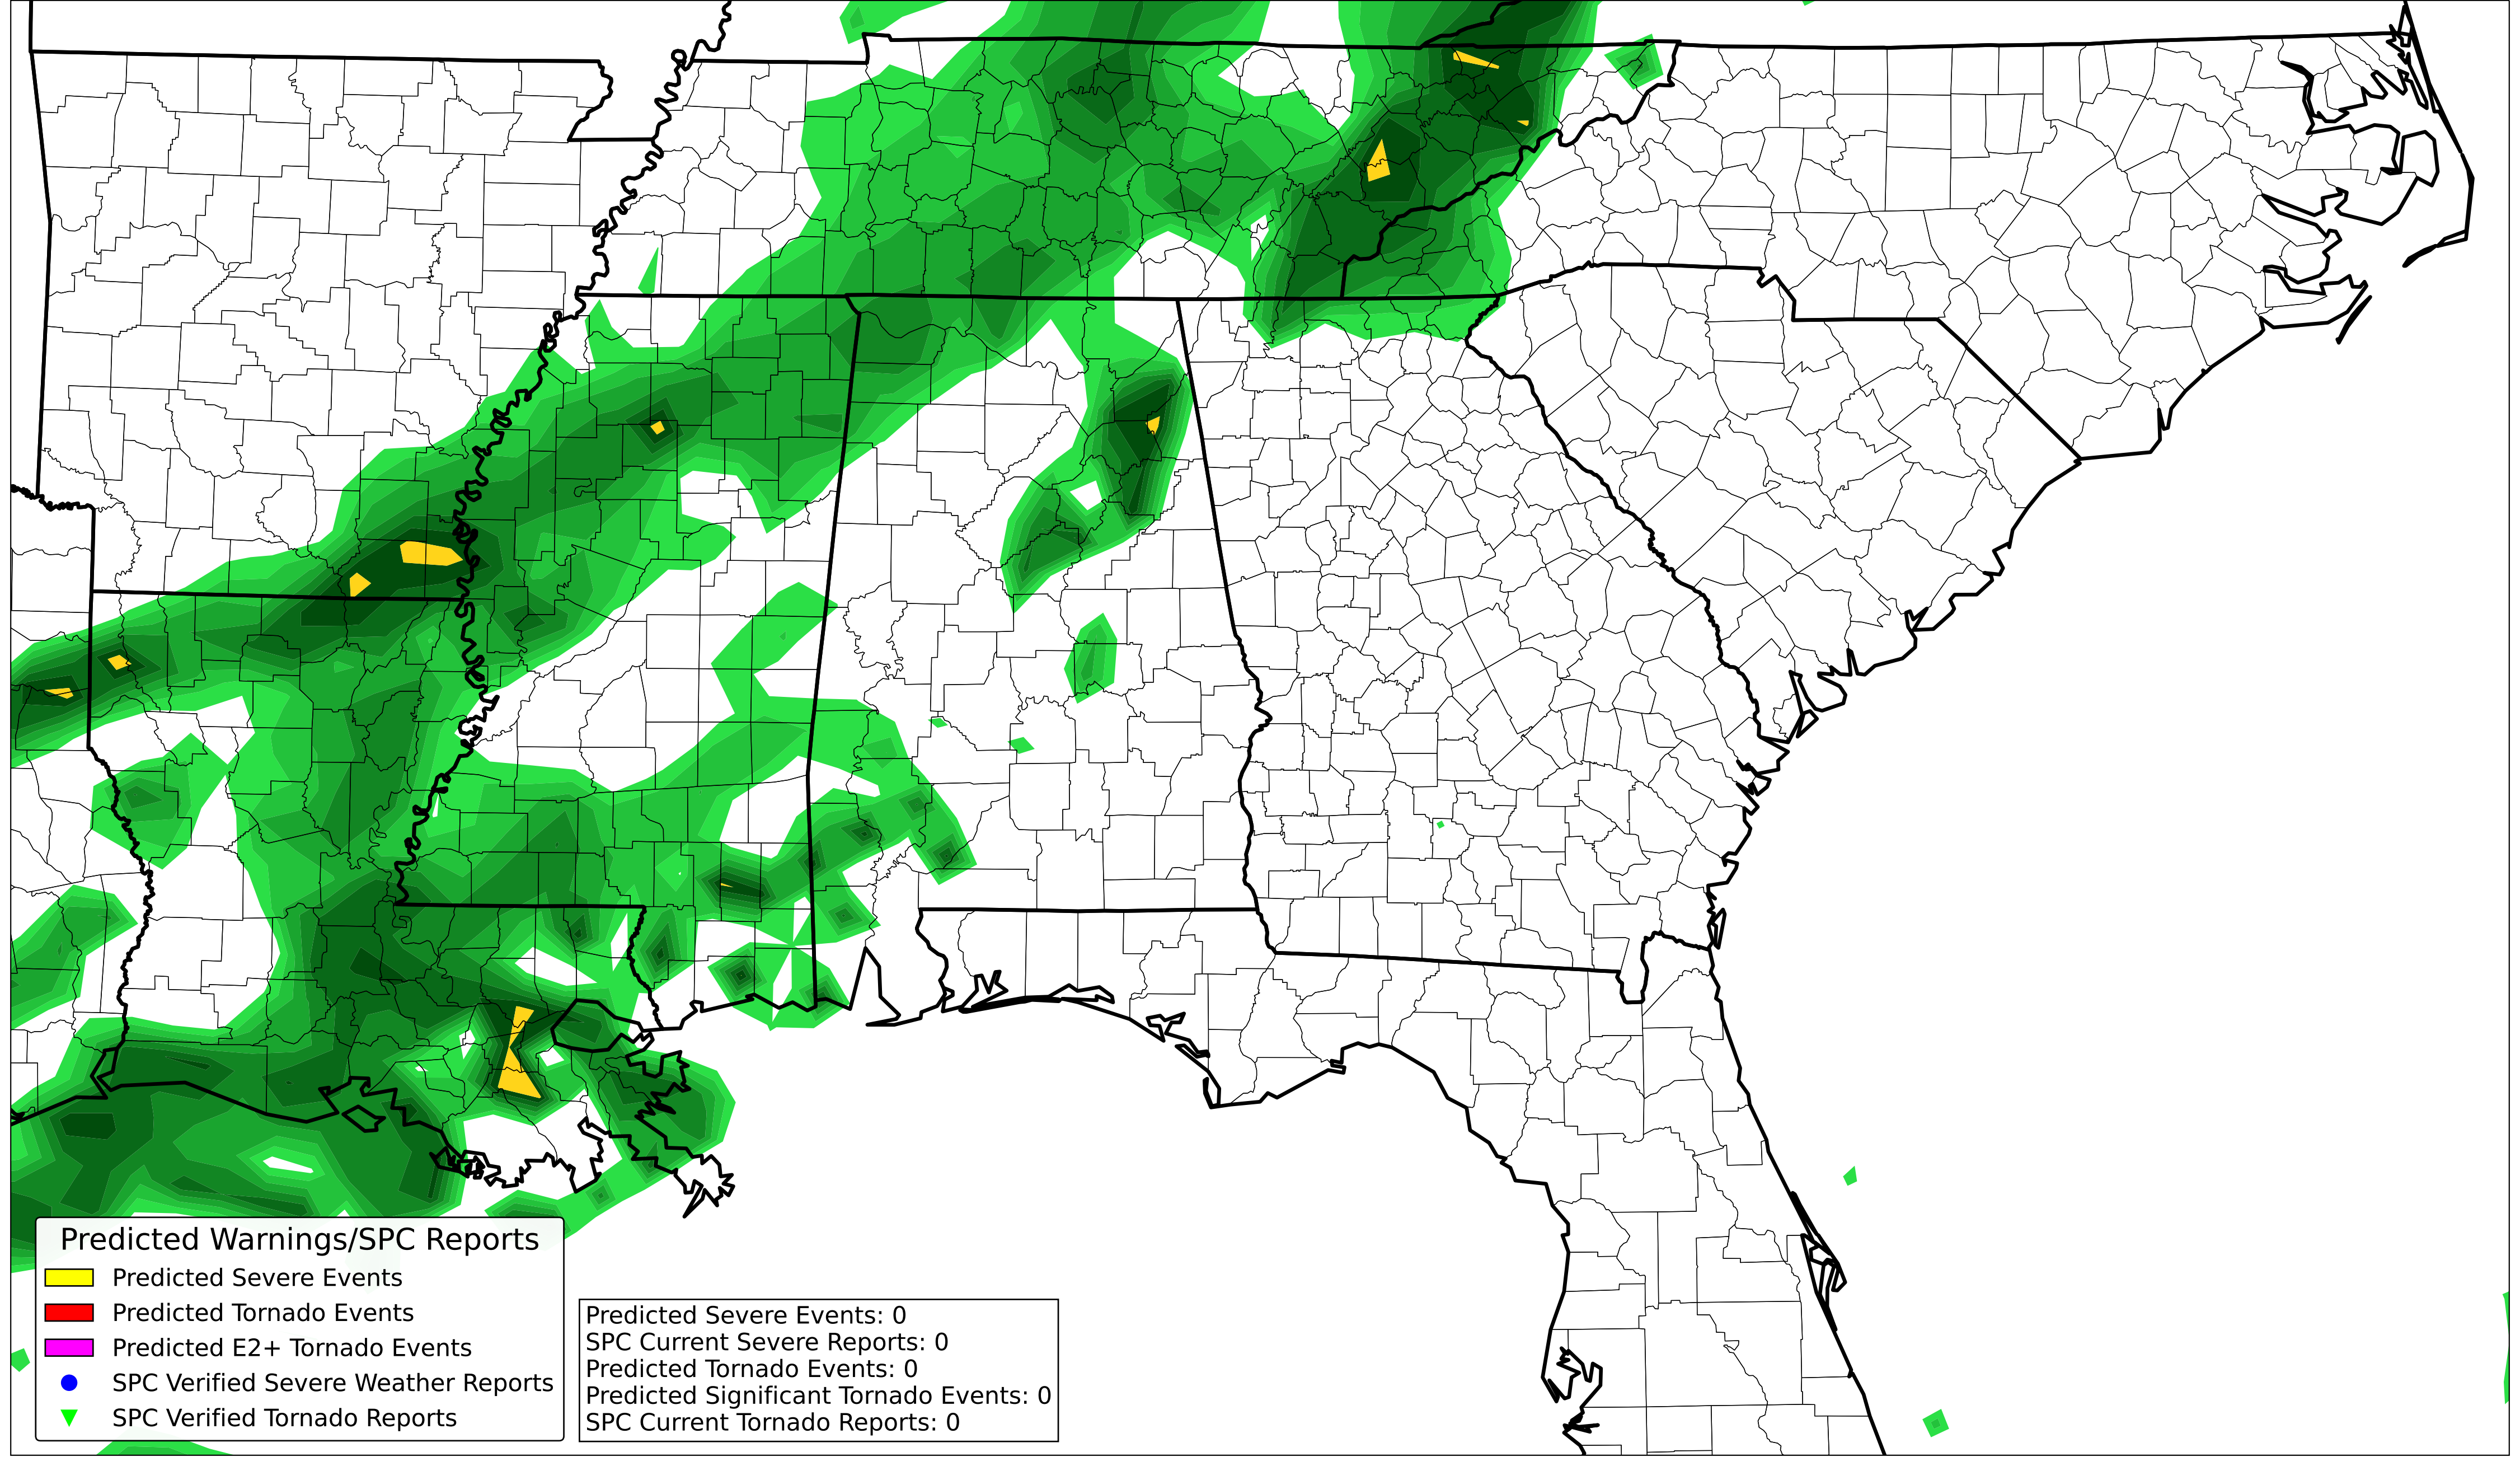 Predicted Warnings/SPC Reports
Predicted Severe Events
Predicted Tornado Events
Predicted E2+ Tornado Events
SPC Verified Severe Weather Reports
SPC Verified Tornado Reports
Predicted Severe Events: 0
SPC Current Severe Reports: 0
Predicted Tornado Events: 0
Predicted Significant Tornado Events: 0
SPC Current Tornado Reports: 0